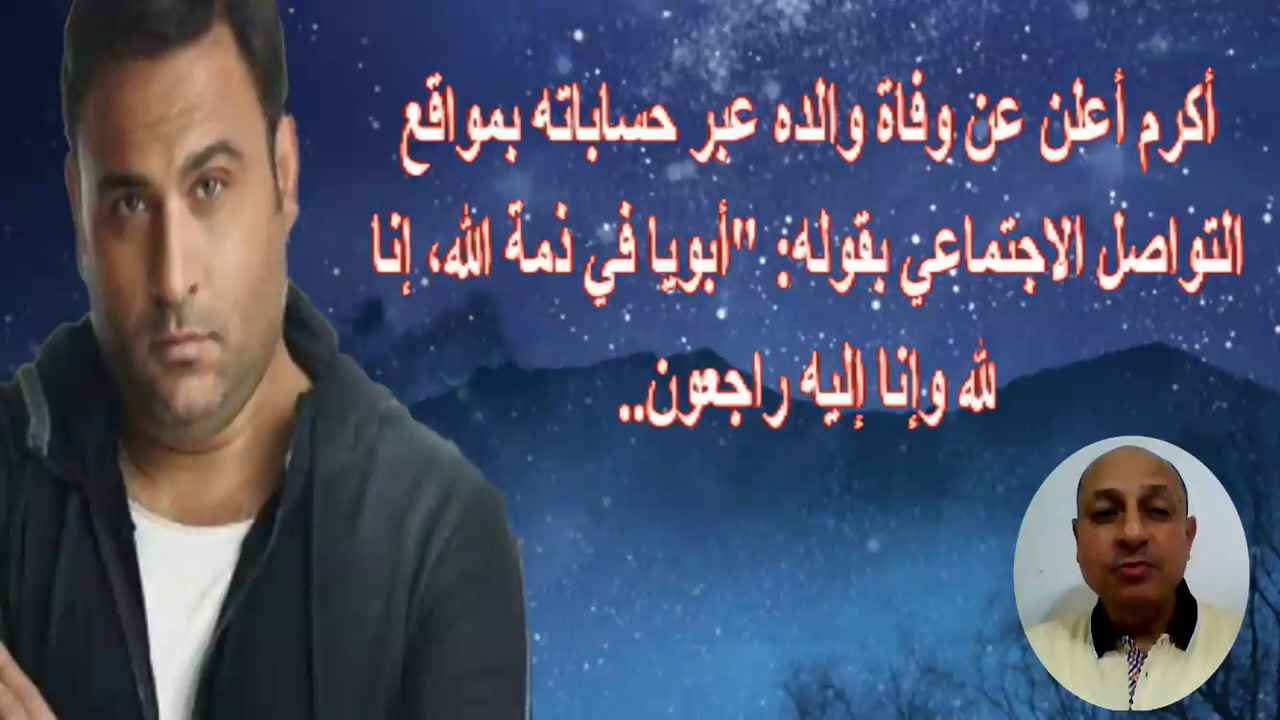 أكرم أعلن عن وفاة والده عبر حساباته بمواقع
التواصل الاجتماعي بقوله: "أبويا في ذمة الله، إنا
لله وإنا إليه راجعون..